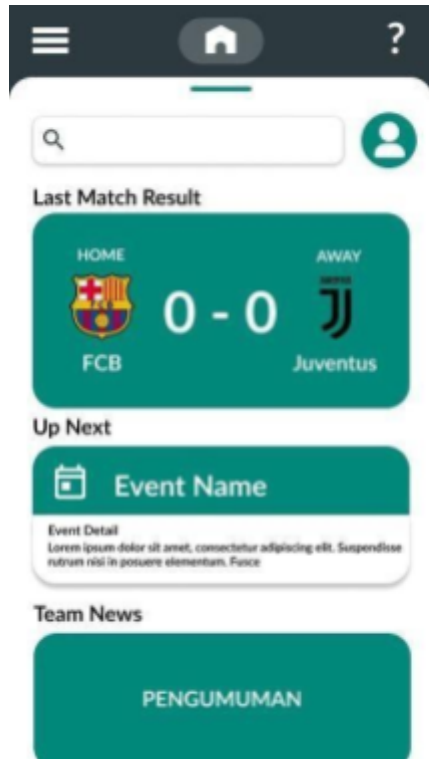 ?
Last Match Result
HOME
AWAY
FCB
0 - 0
FCB
Juventus
Up Next
Event Name
Event Detail
Lorem ipsum dolor sit amet, consectetur adipiscing elit. Suspendisse
rutrum nisi in posuere elementum. Fusce
Team News
PENGUMUMAN